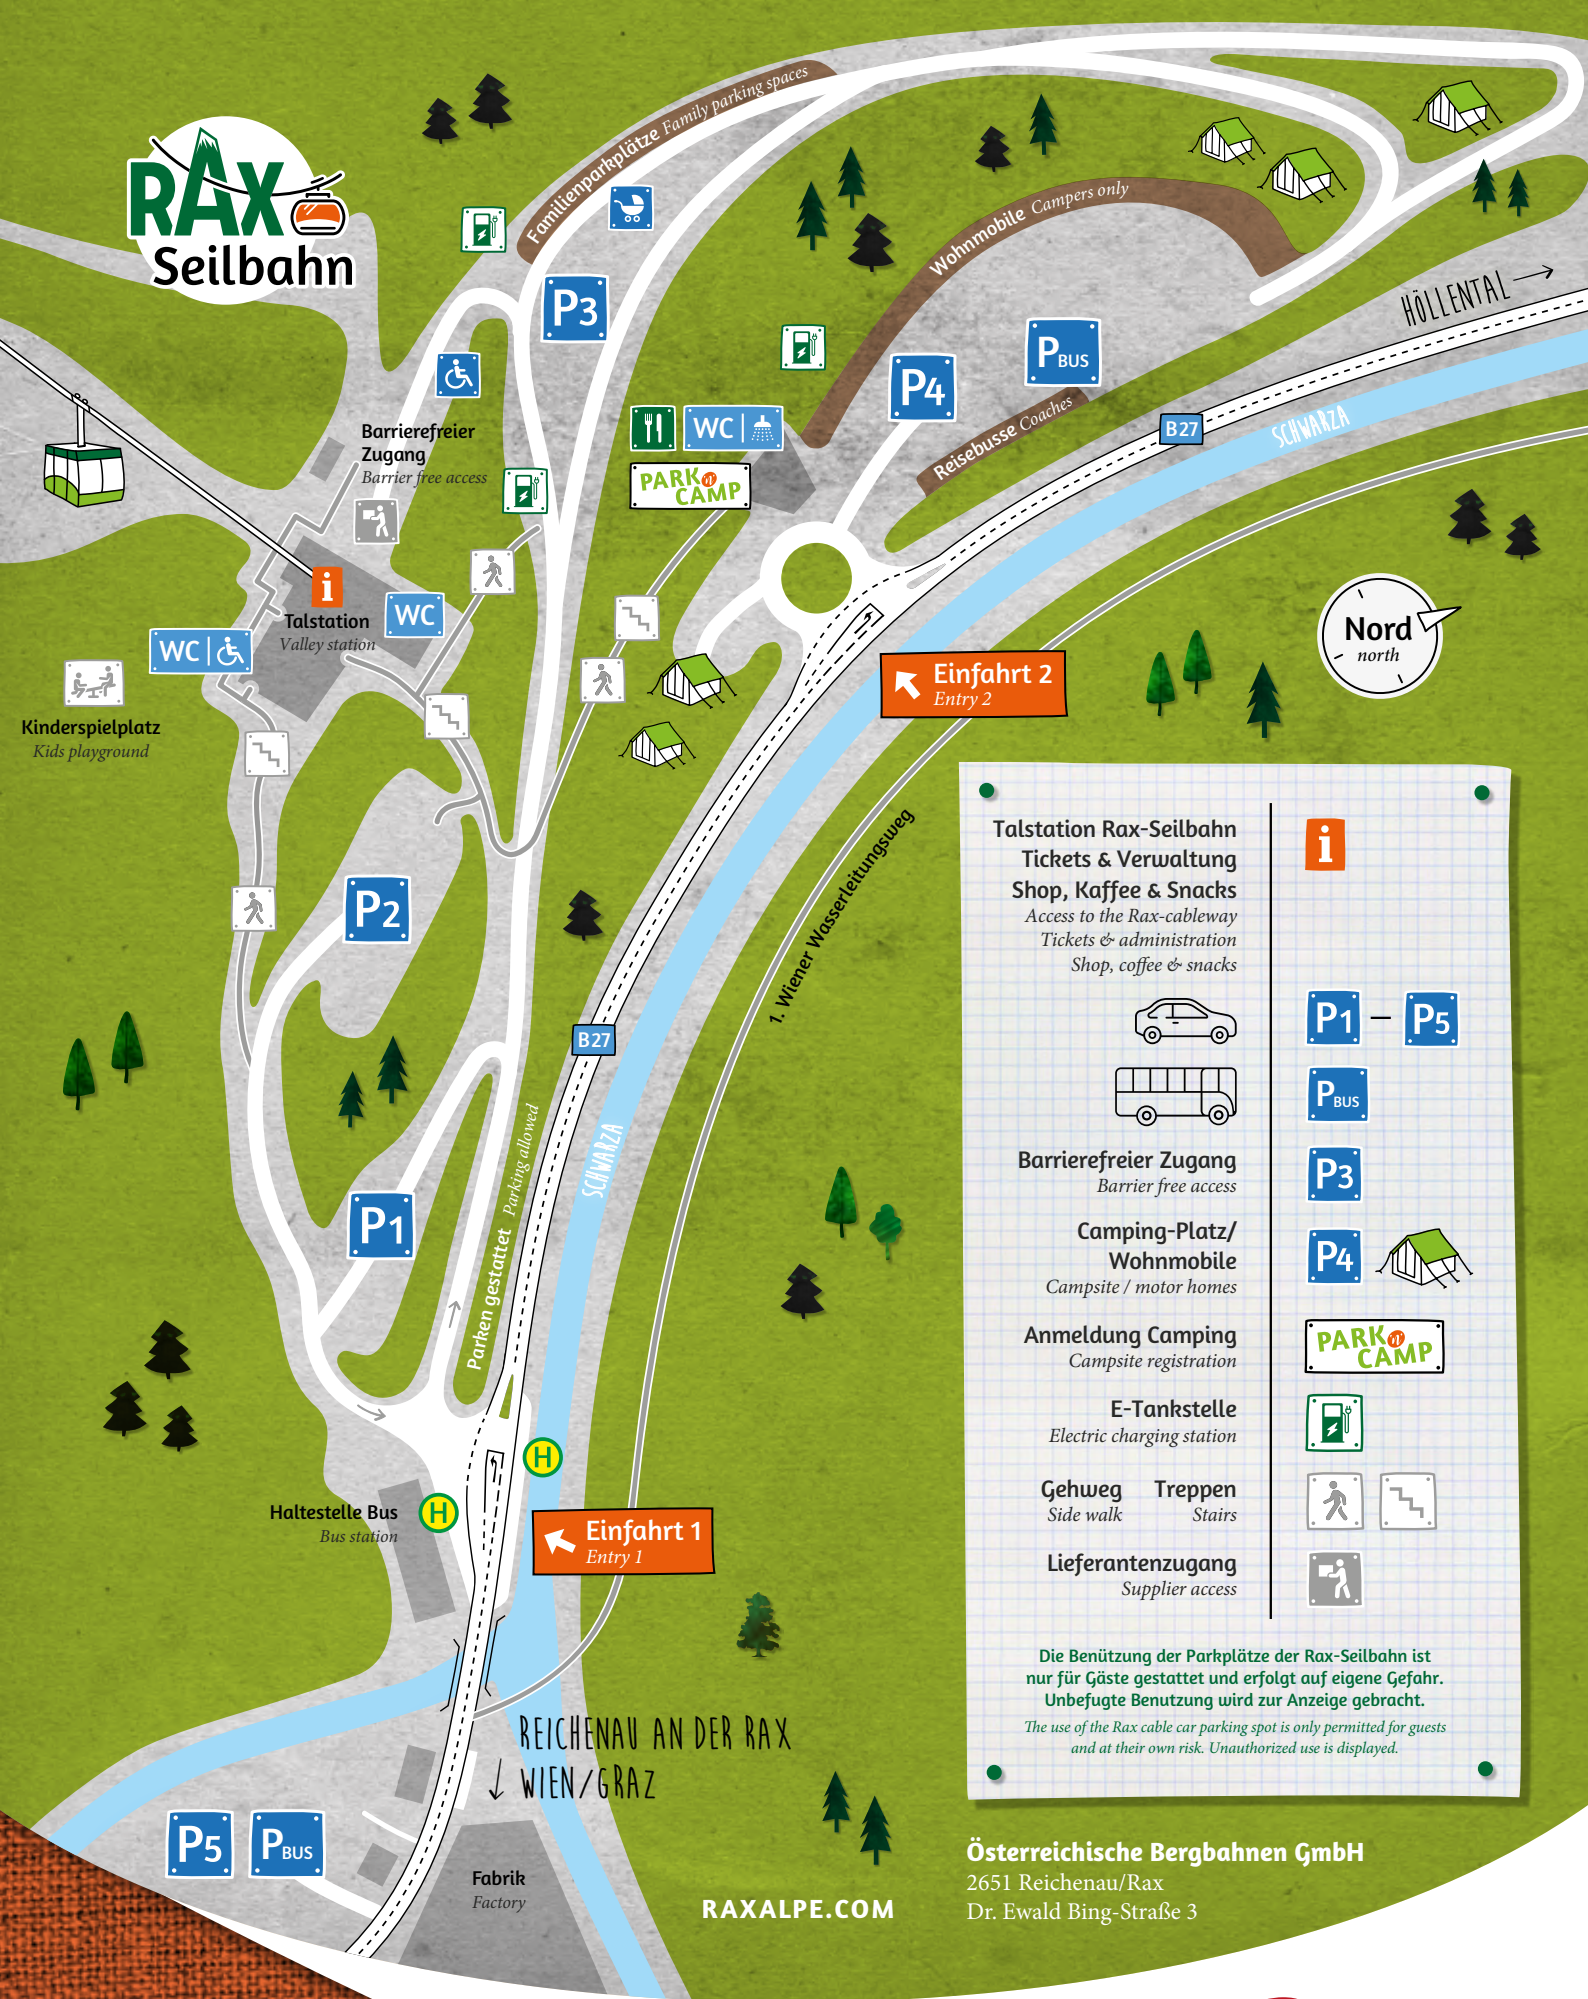 RAX
Seilbahn
Familienparkplätze Family parking spaces
P3
Wohnmobile Campers only
HÖLLENTAL
P4
PBUS
Reisebusse Coaches
B27
SCHWARZA
Barrierefreier
Zugang
Barrier free access
WC
PARK n CAMP
i
Talstation
Valley station
WC
WC
Kinderspielplatz
Kids playground
Nord
north
Einfahrt 2
Entry 2
1. Wiener Wasserleitungsweg
P2
B27
SCHWARZA
Parken gestattet Parking allowed
P1
H
Haltestelle Bus
Bus station
H
Einfahrt 1
Entry 1
REICHENAU AN DER RAX
WIEN/GRAZ
P5
PBUS
Fabrik
Factory
Talstation Rax-Seilbahn
Tickets & Verwaltung
Shop, Kaffee & Snacks
Access to the Rax-cableway
Tickets & administration
Shop, coffee & snacks
i
P1 – P5
PBUS
Barrierefreier Zugang
Barrier free access
P3
Camping-Platz/
Wohnmobile
Campsite / motor homes
P4
Anmeldung Camping
Campsite registration
PARK n CAMP
E-Tankstelle
Electric charging station
Gehweg Treppen
Side walk Stairs
Lieferantenzugang
Supplier access
Die Benützung der Parkplätze der Rax-Seilbahn ist
nur für Gäste gestattet und erfolgt auf eigene Gefahr.
Unbefugte Benutzung wird zur Anzeige gebracht.
The use of the Rax cable car parking spot is only permitted for guests
and at their own risk. Unauthorized use is displayed.
RAXALPE.COM
Österreichische Bergbahnen GmbH
2651 Reichenau/Rax
Dr. Ewald Bing-Straße 3